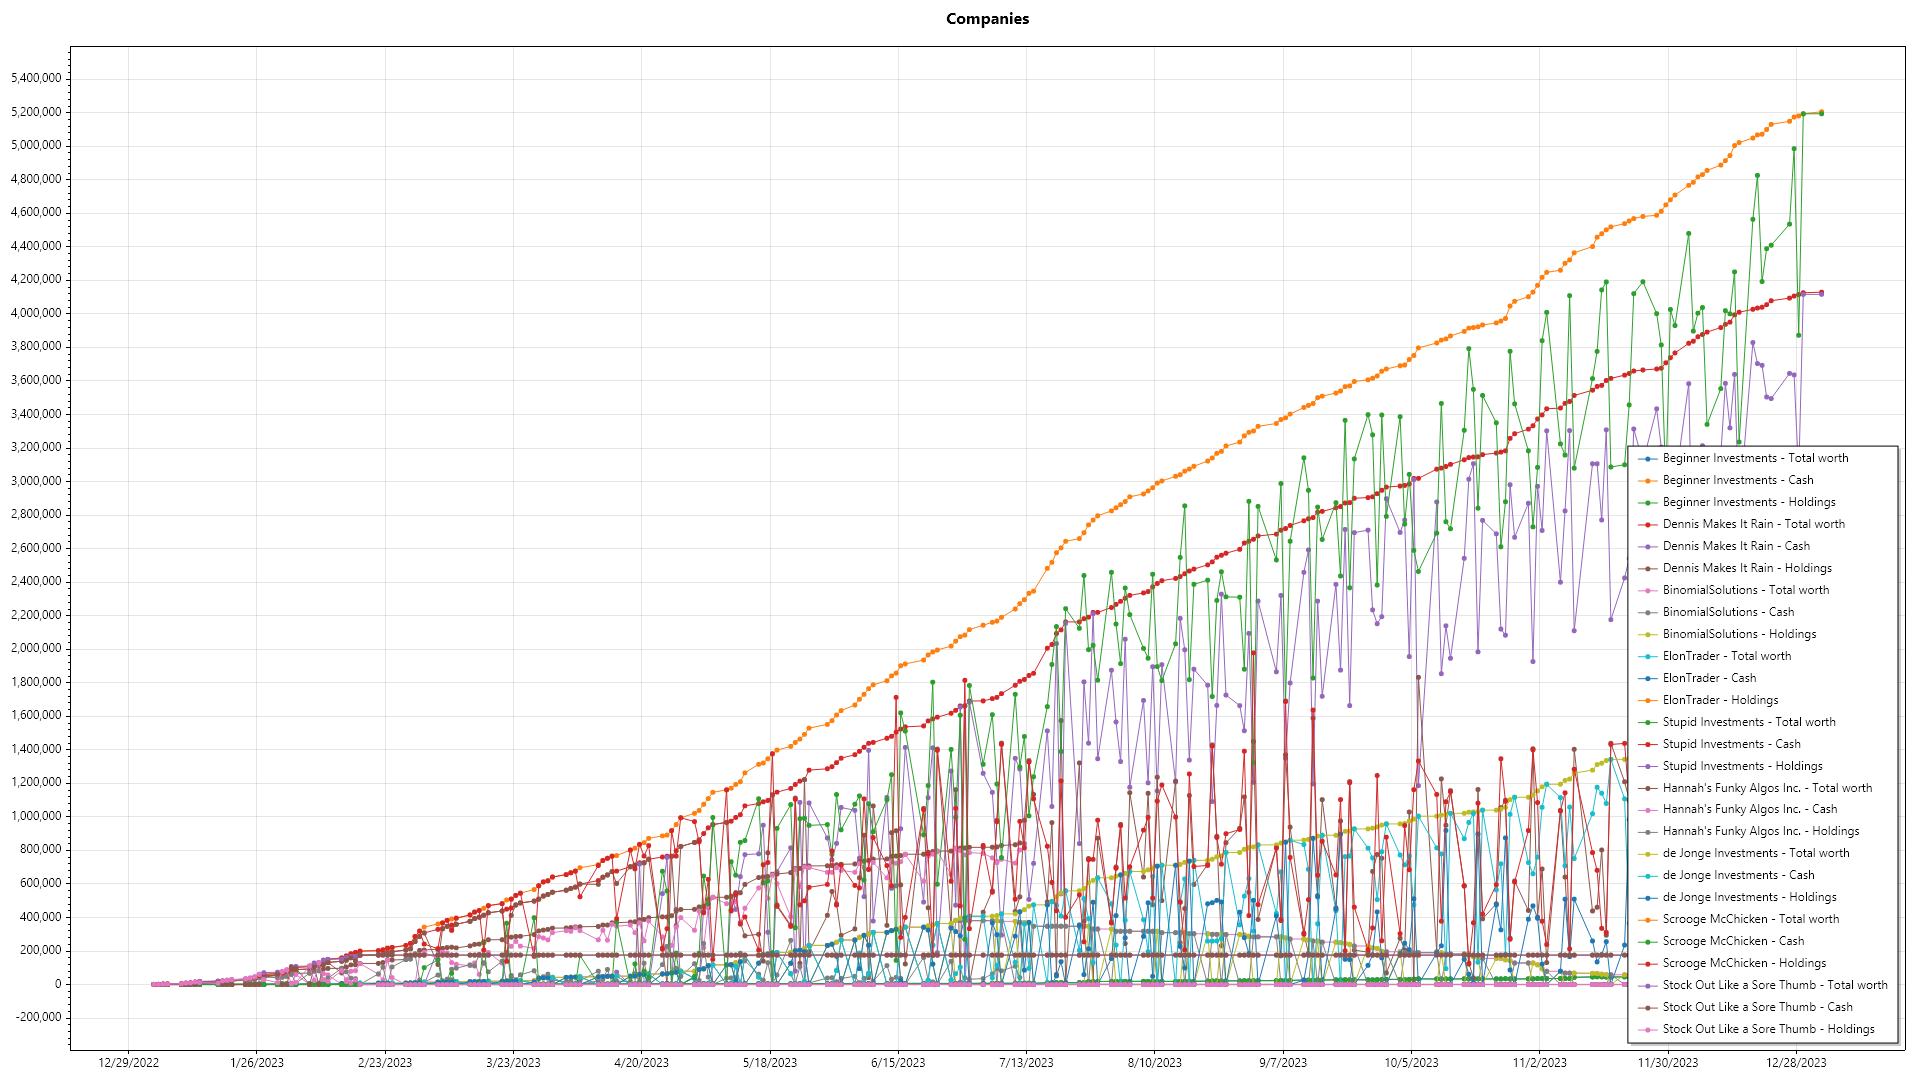 Companies
5,400,000
5,200,000
5,000,000
4,800,000
4,600,000
4,400,000
4,200,000
4,000,000
3,800,000
3,600,000
3,400,000
3,200,000
3,000,000
2,800,000
2,600,000
2,400,000
2,200,000
2,000,000
1,800,000
1,600,000
1,400,000
1,200,000
1,000,000
800,000
600,000
400,000
200,000
0
-200,000
Beginner Investments - Total worth
Beginner Investments - Cash
Beginner Investments - Holdings
Dennis Makes It Rain - Total worth
Dennis Makes It Rain - Cash
Dennis Makes It Rain - Holdings
BinomialSolutions - Total worth
BinomialSolutions - Cash
BinomialSolutions - Holdings
ElonTrader - Total worth
ElonTrader - Cash
ElonTrader - Holdings
Stupid Investments - Total worth
Stupid Investments - Cash
Stupid Investments - Holdings
Hannah's Funky Algos Inc. - Total worth
Hannah's Funky Algos Inc. - Cash
Hannah's Funky Algos Inc. - Holdings
de Jonge Investments - Total worth
de Jonge Investments - Cash
de Jonge Investments - Holdings
Scrooge McChicken - Total worth
Scrooge McChicken - Cash
Scrooge McChicken - Holdings
Stock Out Like a Sore Thumb - Total worth
Stock Out Like a Sore Thumb - Cash
Stock Out Like a Sore Thumb - Holdings
12/29/2022 1/26/2023 2/23/2023 3/23/2023 4/20/2023 5/18/2023 6/15/2023 7/13/2023 8/10/2023 9/7/2023 10/5/2023 11/2/2023 11/30/2023 12/28/2023